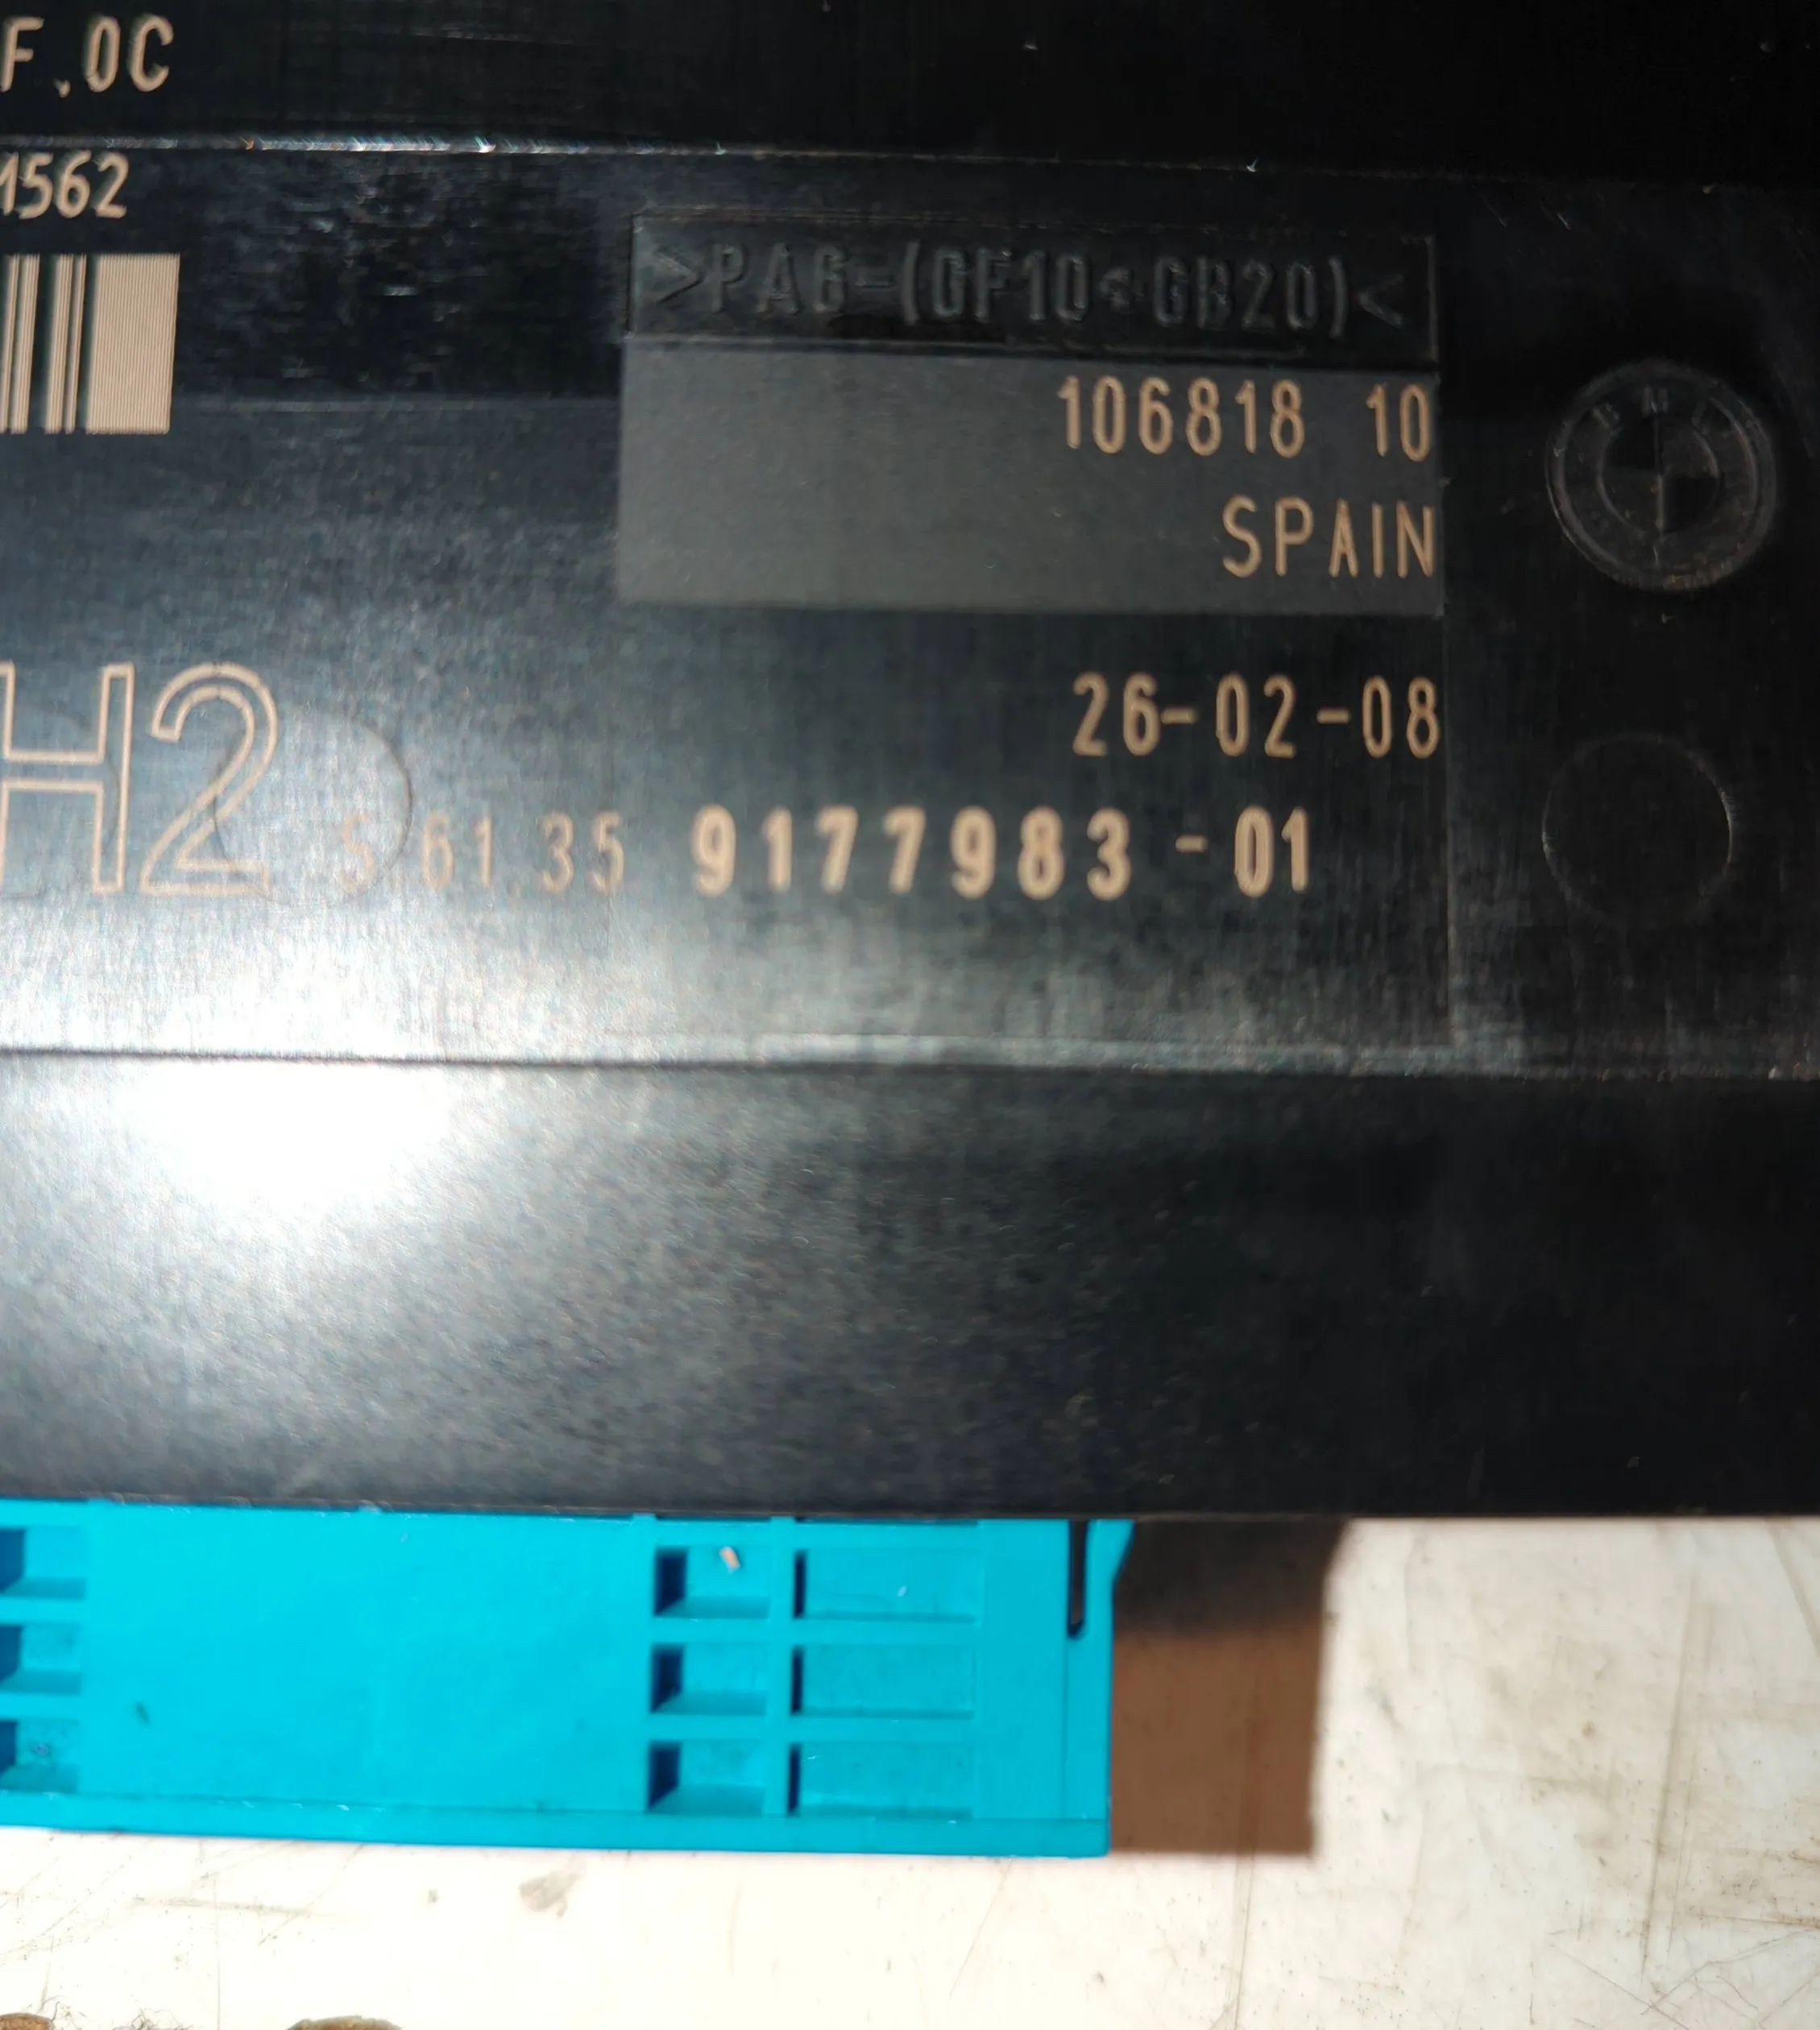 F.0C
1562
>PA6-(GF10+GB20)<
106818 10
SPAIN
26-02-08
H2
61.35 9177983-01